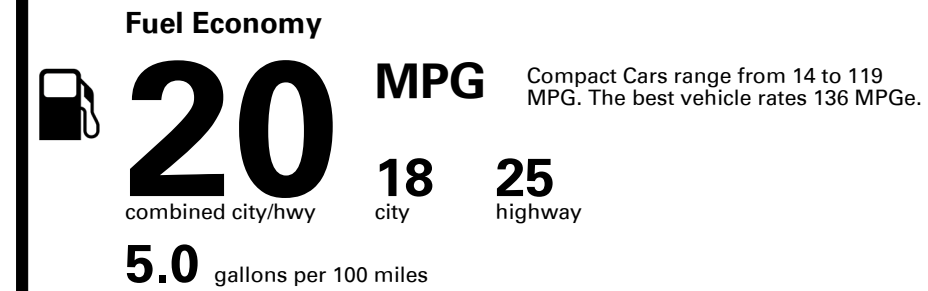 Fuel Economy
20 MPG
Compact Cars range from 14 to 119
MPG. The best vehicle rates 136 MPGe.
18 25
combined city/hwy city highway
5.0 gallons per 100 miles